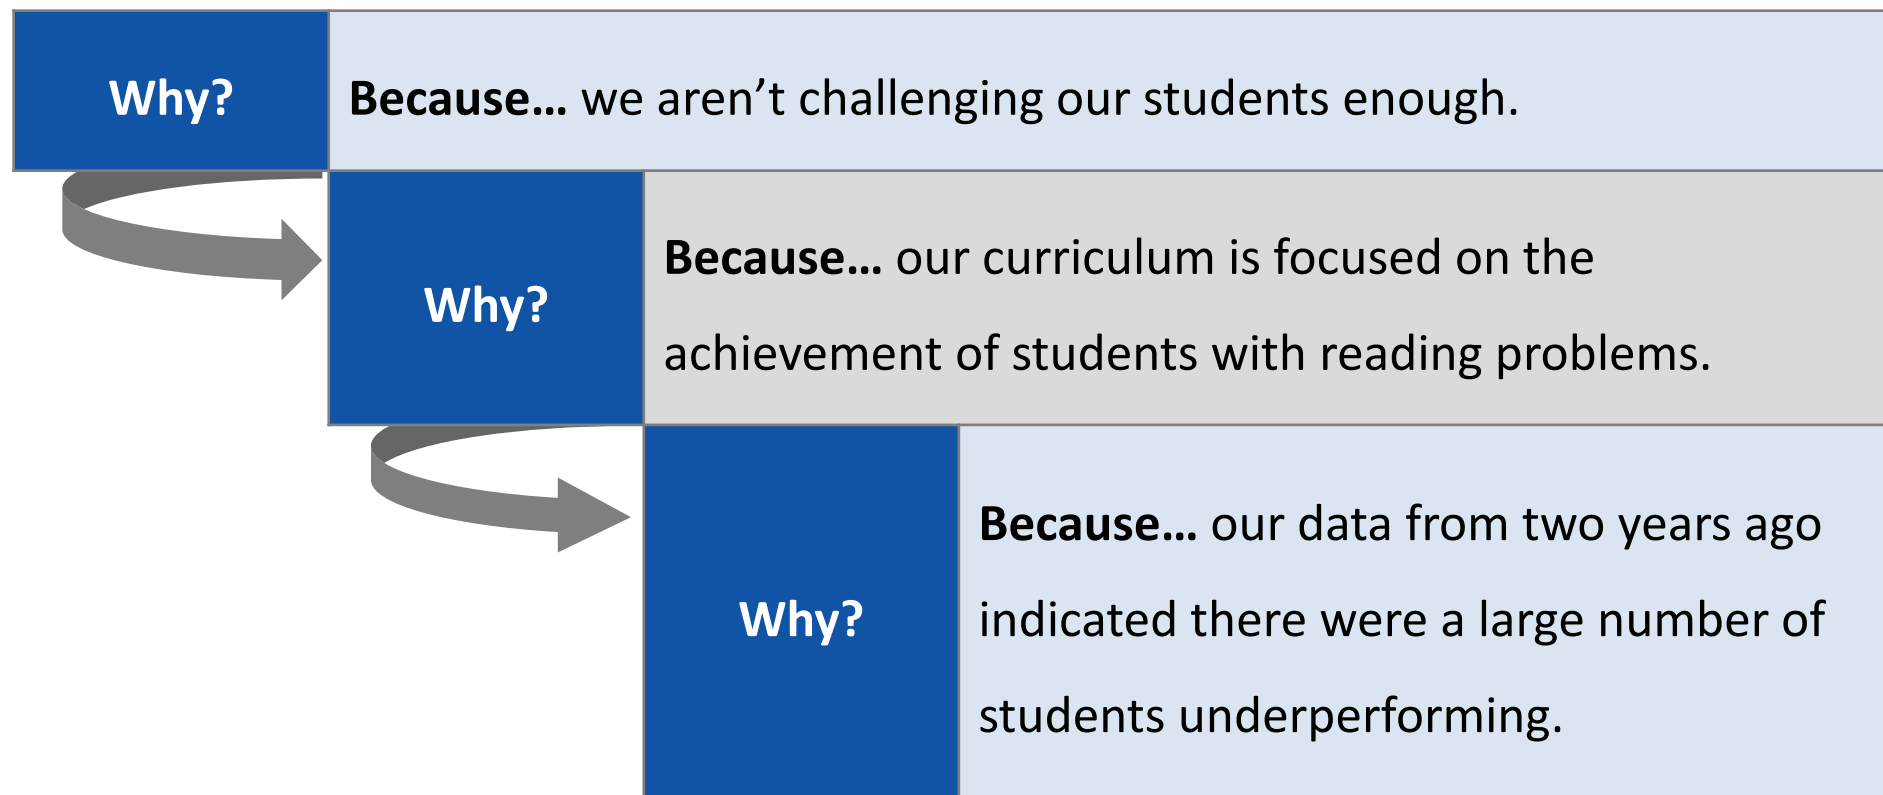 Why?
Because… we aren’t challenging our students enough.
Why?
Because… our curriculum is focused on the
achievement of students with reading problems.
Why?
Because… our data from two years ago
indicated there were a large number of
students underperforming.